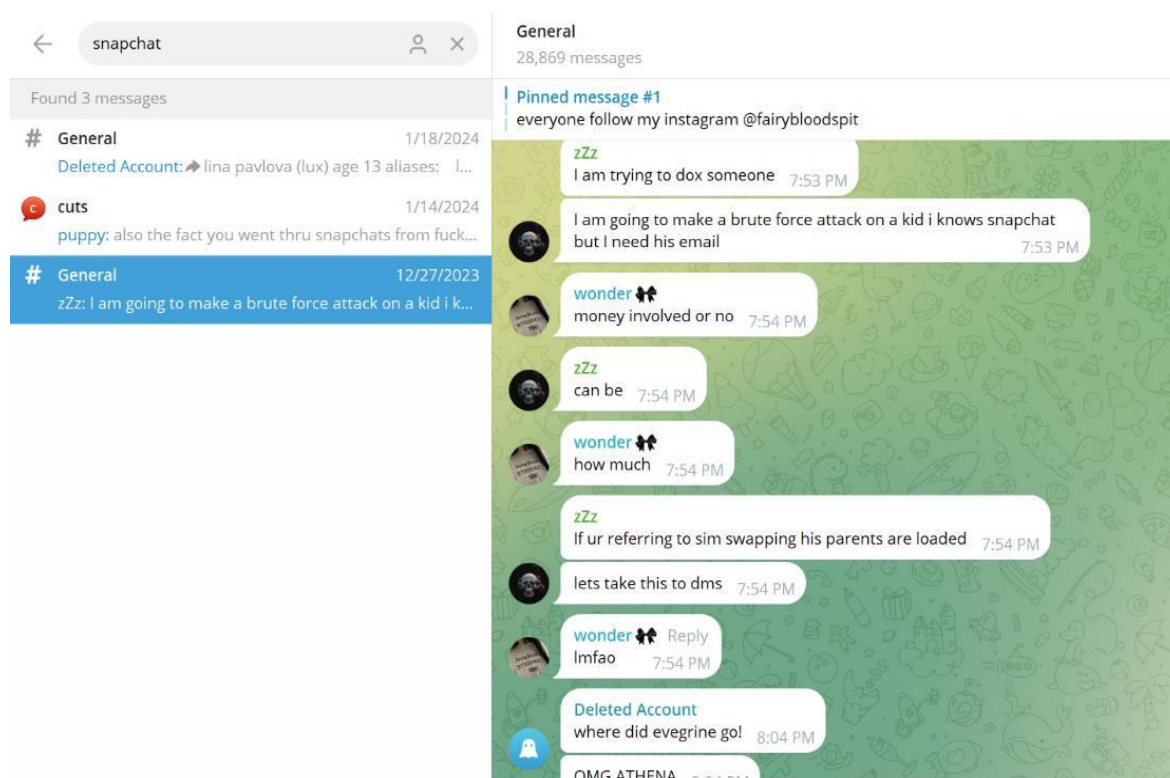 snapchat
Found 3 messages
# General 1/18/2024
Deleted Account: lina pavlova (lux) age 13 aliases: l...
c
cuts 1/14/2024
puppy: also the fact you went thru snapchats from fuck...
# General 12/27/2023
zZz: I am going to make a brute force attack on a kid i k...
General
28,869 messages
Pinned message #1
everyone follow my instagram @fairybloodspit
zZz
I am trying to dox someone 7:53 PM
I am going to make a brute force attack on a kid i knows snapchat
but I need his email 7:53 PM
wonder
money involved or no 7:54 PM
zZz
can be 7:54 PM
wonder
how much 7:54 PM
zZz
If ur referring to sim swapping his parents are loaded 7:54 PM
lets take this to dms 7:54 PM
wonder Reply
lmfao 7:54 PM
Deleted Account
where did evegrine go! 8:04 PM
OMG ATHENA